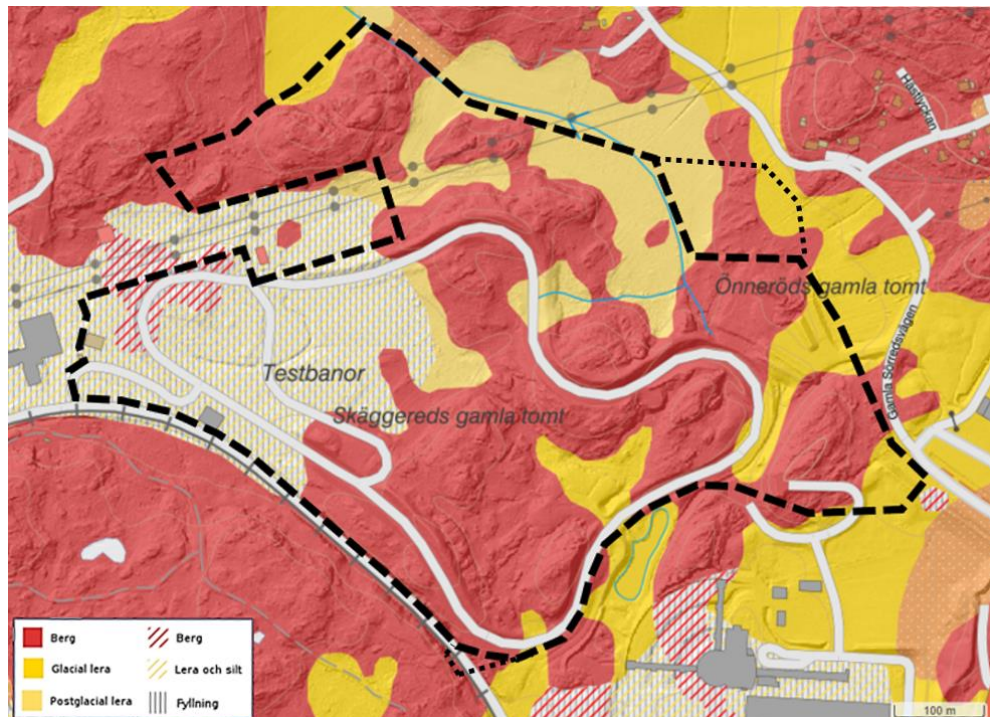 Hästlyckan
Önneröds gamla tomt
Gamla Sörredsvägen
Testbanor
Skäggereds gamla tomt
Berg
Berg
Glacial lera
Lera och silt
Postglacial lera
Fyllning
100 m